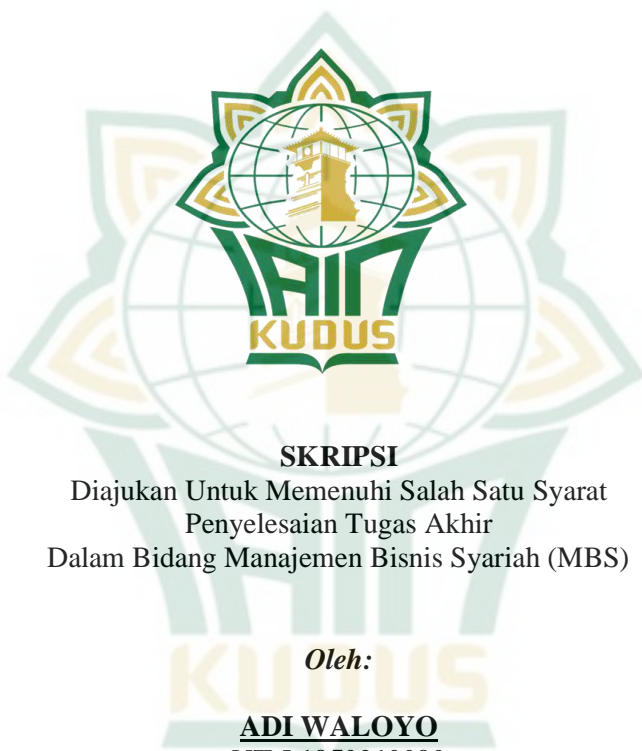 IAIN
KUDUS
SKRIPSI
Diajukan Untuk Memenuhi Salah Satu Syarat
Penyelesaian Tugas Akhir
Dalam Bidang Manajemen Bisnis Syariah (MBS)
Oleh:
ADI WALOYO